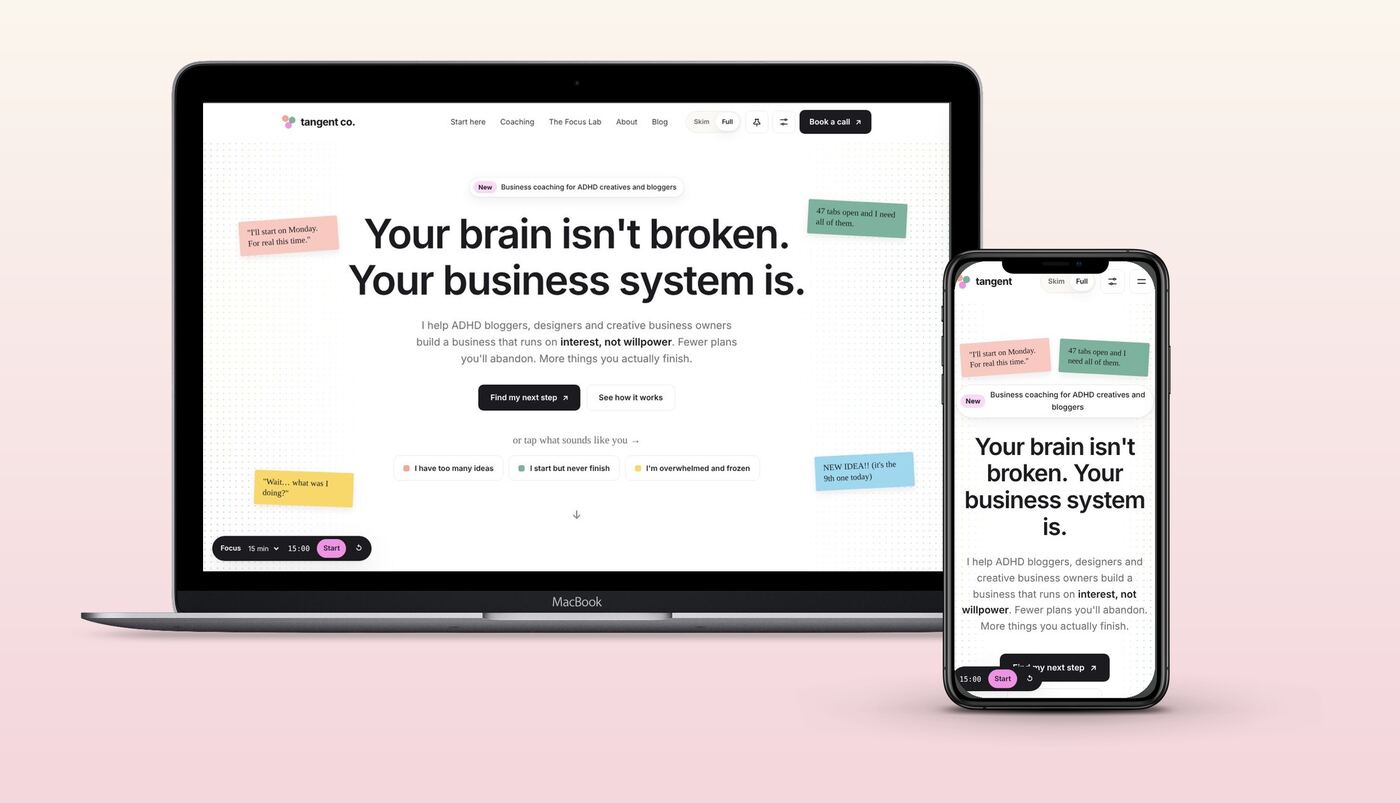 tangent co.
Start here
Coaching
The Focus Lab
About
Blog
Skim
Full
Book a call ↗
New Business coaching for ADHD creatives and bloggers
"I'll start on Monday.
For real this time."
47 tabs open and I need
all of them.
Your brain isn't broken.
Your business system is.
I help ADHD bloggers, designers and creative business owners
build a business that runs on interest, not willpower. Fewer plans
you'll abandon. More things you actually finish.
Find my next step ↗
See how it works
or tap what sounds like you →
I have too many ideas
I start but never finish
I'm overwhelmed and frozen
"Wait… what was I
doing?"
NEW IDEA!! (it's the
9th one today)
Focus 15 min 15:00 Start
MacBook
tangent
Skim
Full
"I'll start on Monday.
For real this time."
47 tabs open and I
need all of them.
New
Business coaching for ADHD creatives and
bloggers
Your brain isn't
broken. Your
business system
is.
I help ADHD bloggers, designers and
creative business owners build a
business that runs on interest, not
willpower. Fewer plans you'll abandon.
More things you actually finish.
Find my next step ↗
15:00 Start